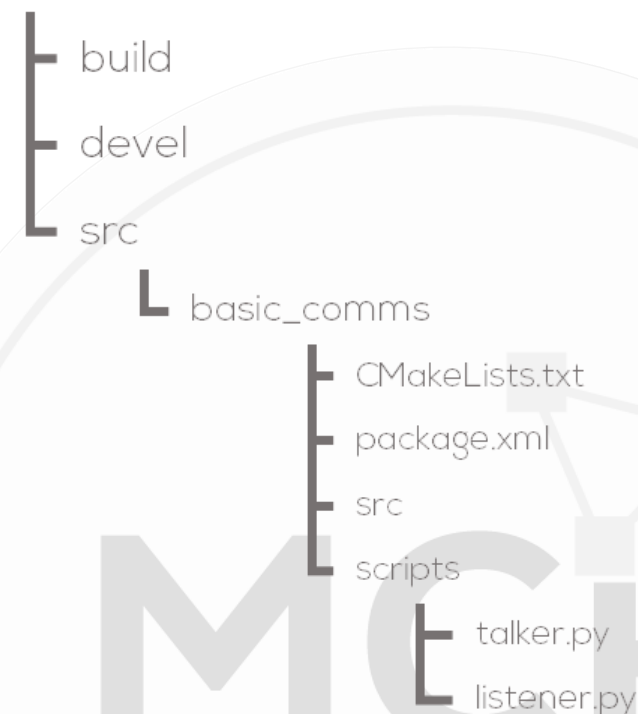 build
devel
src
basic_comms
CMakeLists.txt
package.xml
src
scripts
talker.py
listener.py